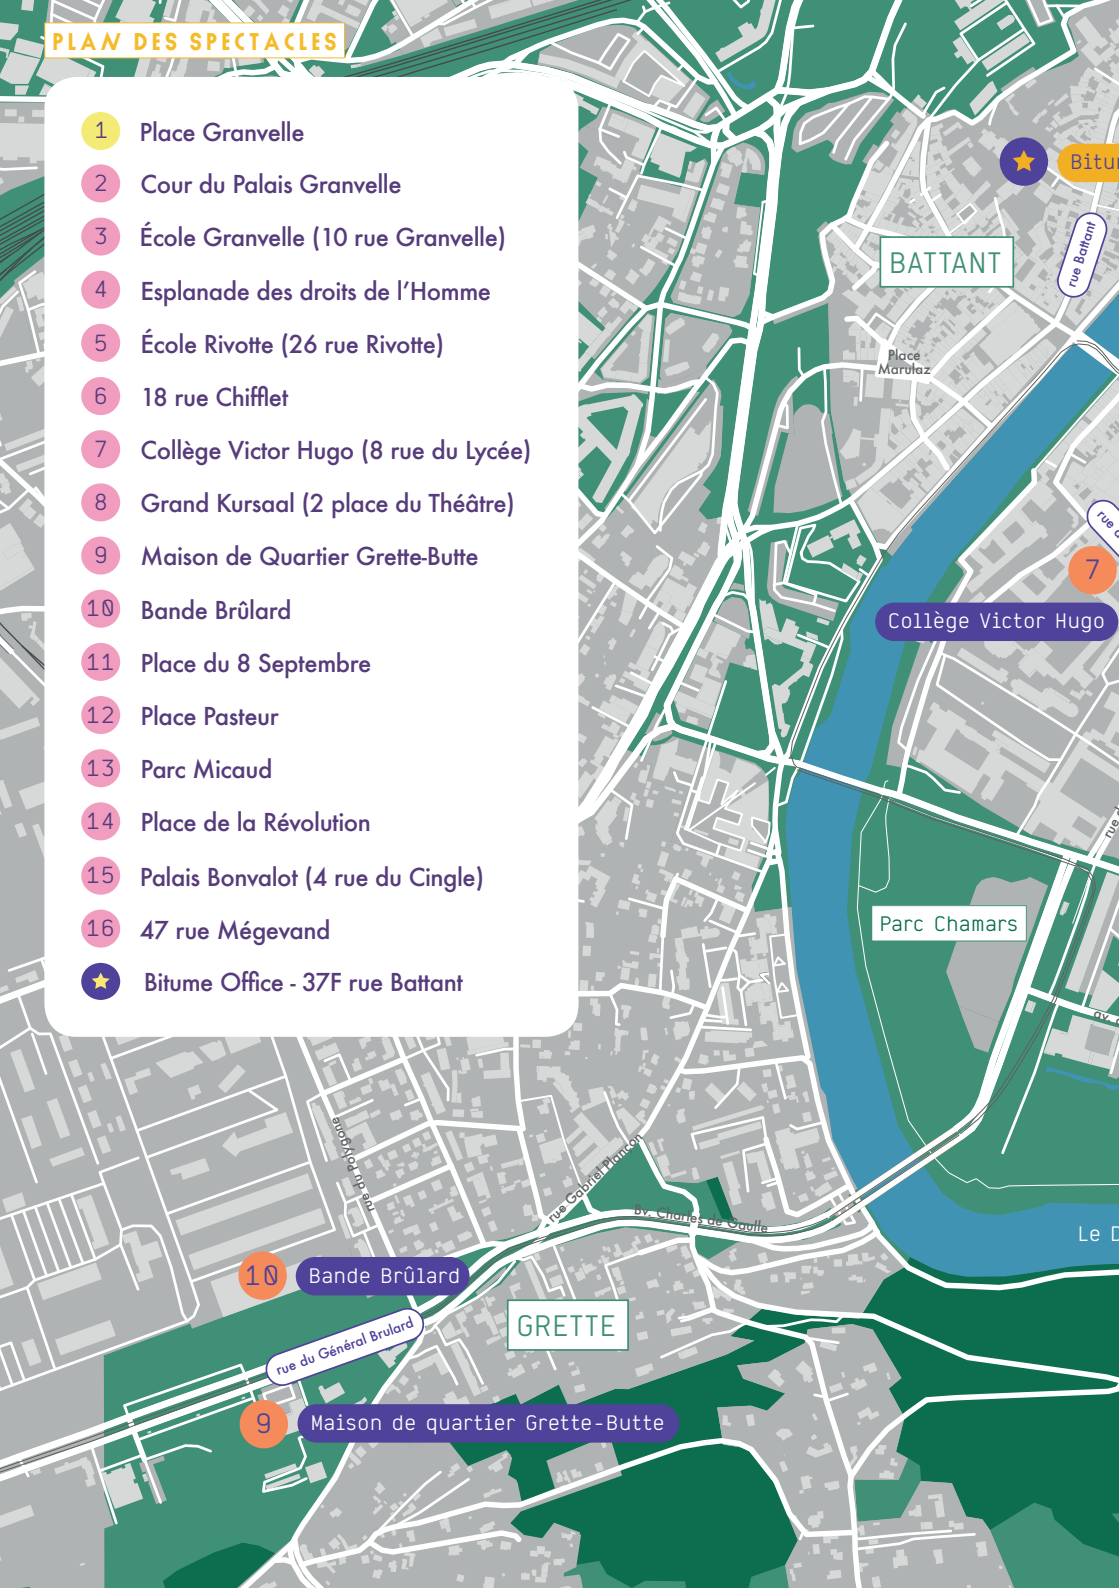 PLAN DES SPECTACLES
1 Place Granvelle
2 Cour du Palais Granvelle
3 École Granvelle (10 rue Granvelle)
4 Esplanade des droits de l'Homme
5 École Rivotte (26 rue Rivotte)
6 18 rue Chifflet
7 Collège Victor Hugo (8 rue du Lycée)
8 Grand Kursaal (2 place du Théâtre)
9 Maison de Quartier Grette-Butte
10 Bande Brûlard
11 Place du 8 Septembre
12 Place Pasteur
13 Parc Micaud
14 Place de la Révolution
15 Palais Bonvalot (4 rue du Cingle)
16 47 rue Mégevand
Bitume Office - 37F rue Battant
Bitu
rue Battant
BATTANT
Place
Marulaz
rue d
7
Collège Victor Hugo
rue d
Parc Chamars
av.
rue du Polygone
rue Gabriel Plançon
Bv. Charles de Gaulle
Le D
10 Bande Brûlard
GRETTE
rue du Général Brulard
9 Maison de quartier Grette-Butte